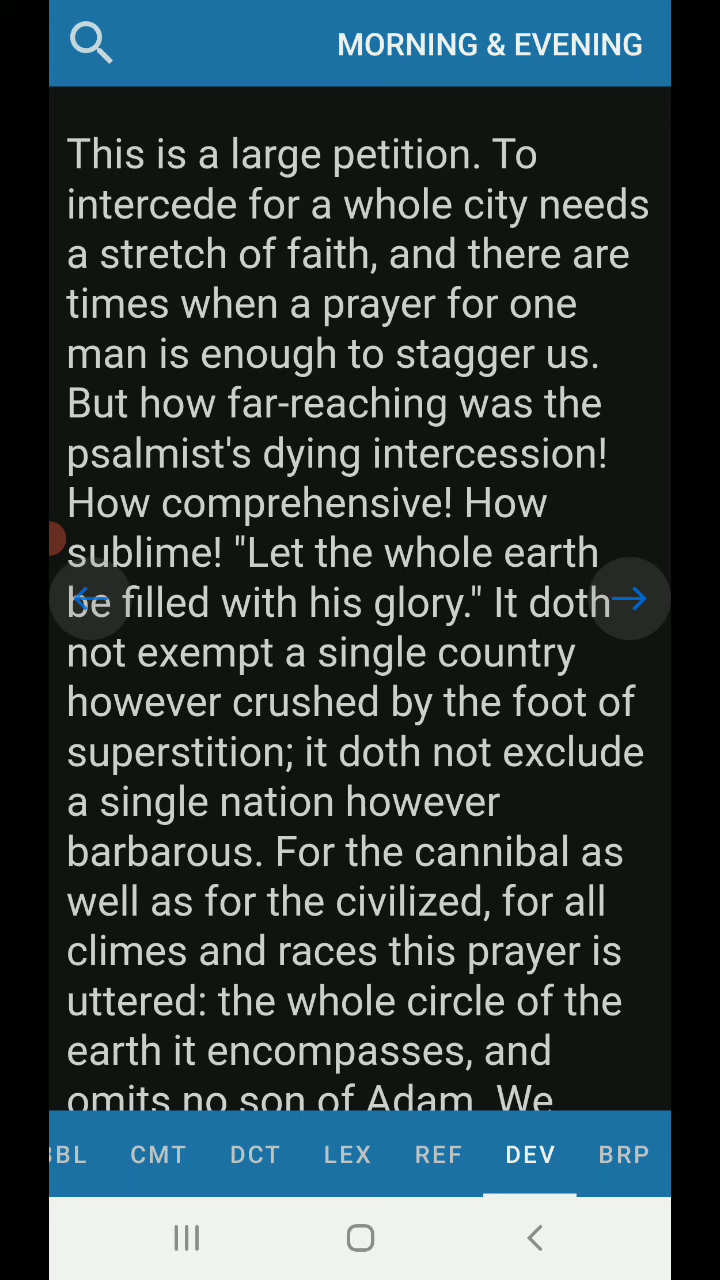 MORNING & EVENING
This is a large petition. To
intercede for a whole city needs
a stretch of faith, and there are
times when a prayer for one
man is enough to stagger us.
But how far-reaching was the
psalmist's dying intercession!
How comprehensive! How
sublime! "Let the whole earth
be filled with his glory." It doth
not exempt a single country
however crushed by the foot of
superstition; it doth not exclude
a single nation however
barbarous. For the cannibal as
well as for the civilized, for all
climes and races this prayer is
uttered: the whole circle of the
earth it encompasses, and
omits no son of Adam. We
BBL CMT DCT LEX REF DEV BRP